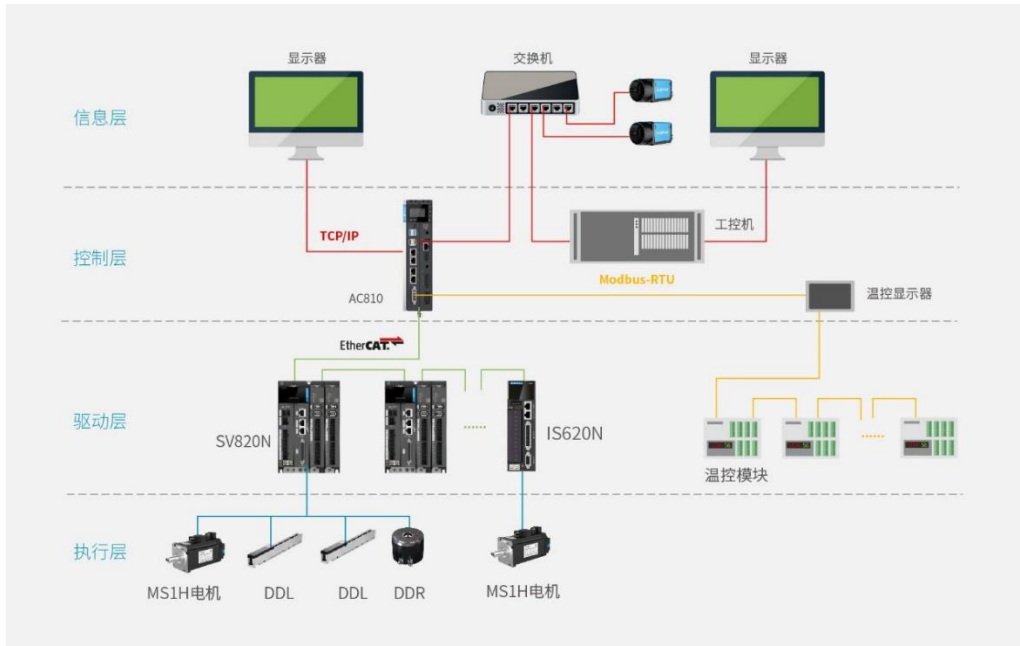 显示器
交换机
显示器
信息层
TCP/IP
工控机
控制层
Modbus-RTU
AC810
温控显示器
EtherCAT
驱动层
SV820N
IS620N
......
......
温控模块
执行层
MS1H电机
DDL
DDL
DDR
MS1H电机